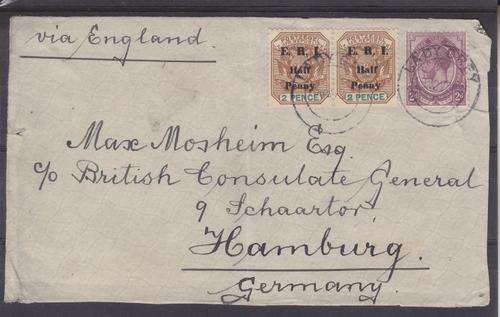 via England.
E. R. I. E. R. I.
Half Half
Penny Penny
2 PENCE 2 PENCE
Max Mosheim Esq.
c/o British Consulate General
9 Schaartor
Hamburg.
Germany.